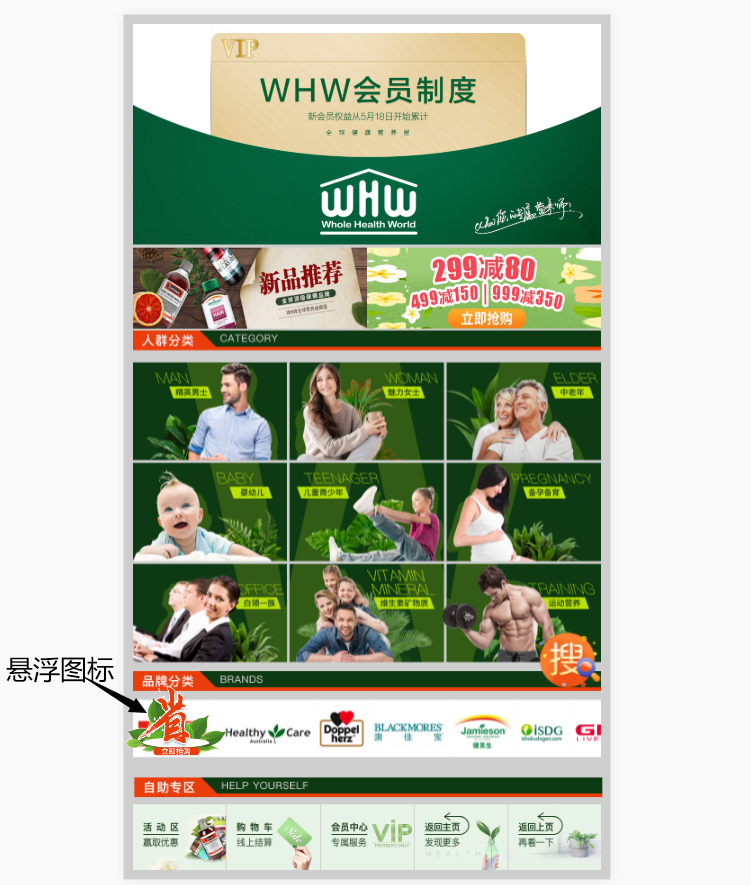 VIP
WHW会员制度
新会员权益从5月18日开始累计
全球健康营养屋
WHW
Whole Health World
新品推荐
全球顶级保健品牌
299减80
499减150 | 999减350
立即抢购
人群分类 CATEGORY
MAN
精英男士
WOMAN
魅力女士
ELDER
中老年
BABY
婴幼儿
TEENAGER
儿童青少年
PREGNANCY
备孕备育
OFFICE
白领一族
VITAMIN
MINERAL
维生素矿物质
TRAINING
运动营养
搜
悬浮图标
品牌分类 BRANDS
省
立即抢购
Healthy Care
Australia
Doppel
herz
BLACKMORES
澳佳宝
Jamieson
健美生
iSDG
ishokudogen.com
LIVE
自助专区 HELP YOURSELF
活动区
赢取优惠
购物车
线上结算
Sale
会员中心
专属服务
VIP
MEMBERS ONLY
返回主页
发现更多
HEALTH
返回上页
再看一下